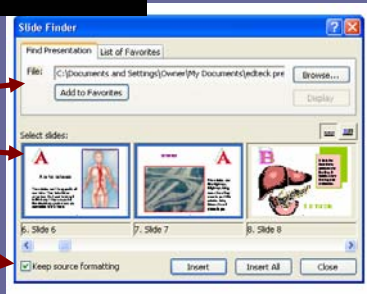 Slide Finder
Find Presentation List of Favorites
File: C:\Documents and Settings\Owner\My Documents\edteck pre Browse...
Add to Favorites Display
Select slides:
A A B
6. Slide 6 7. Slide 7 8. Slide 8
Keep source formatting Insert Insert All Close